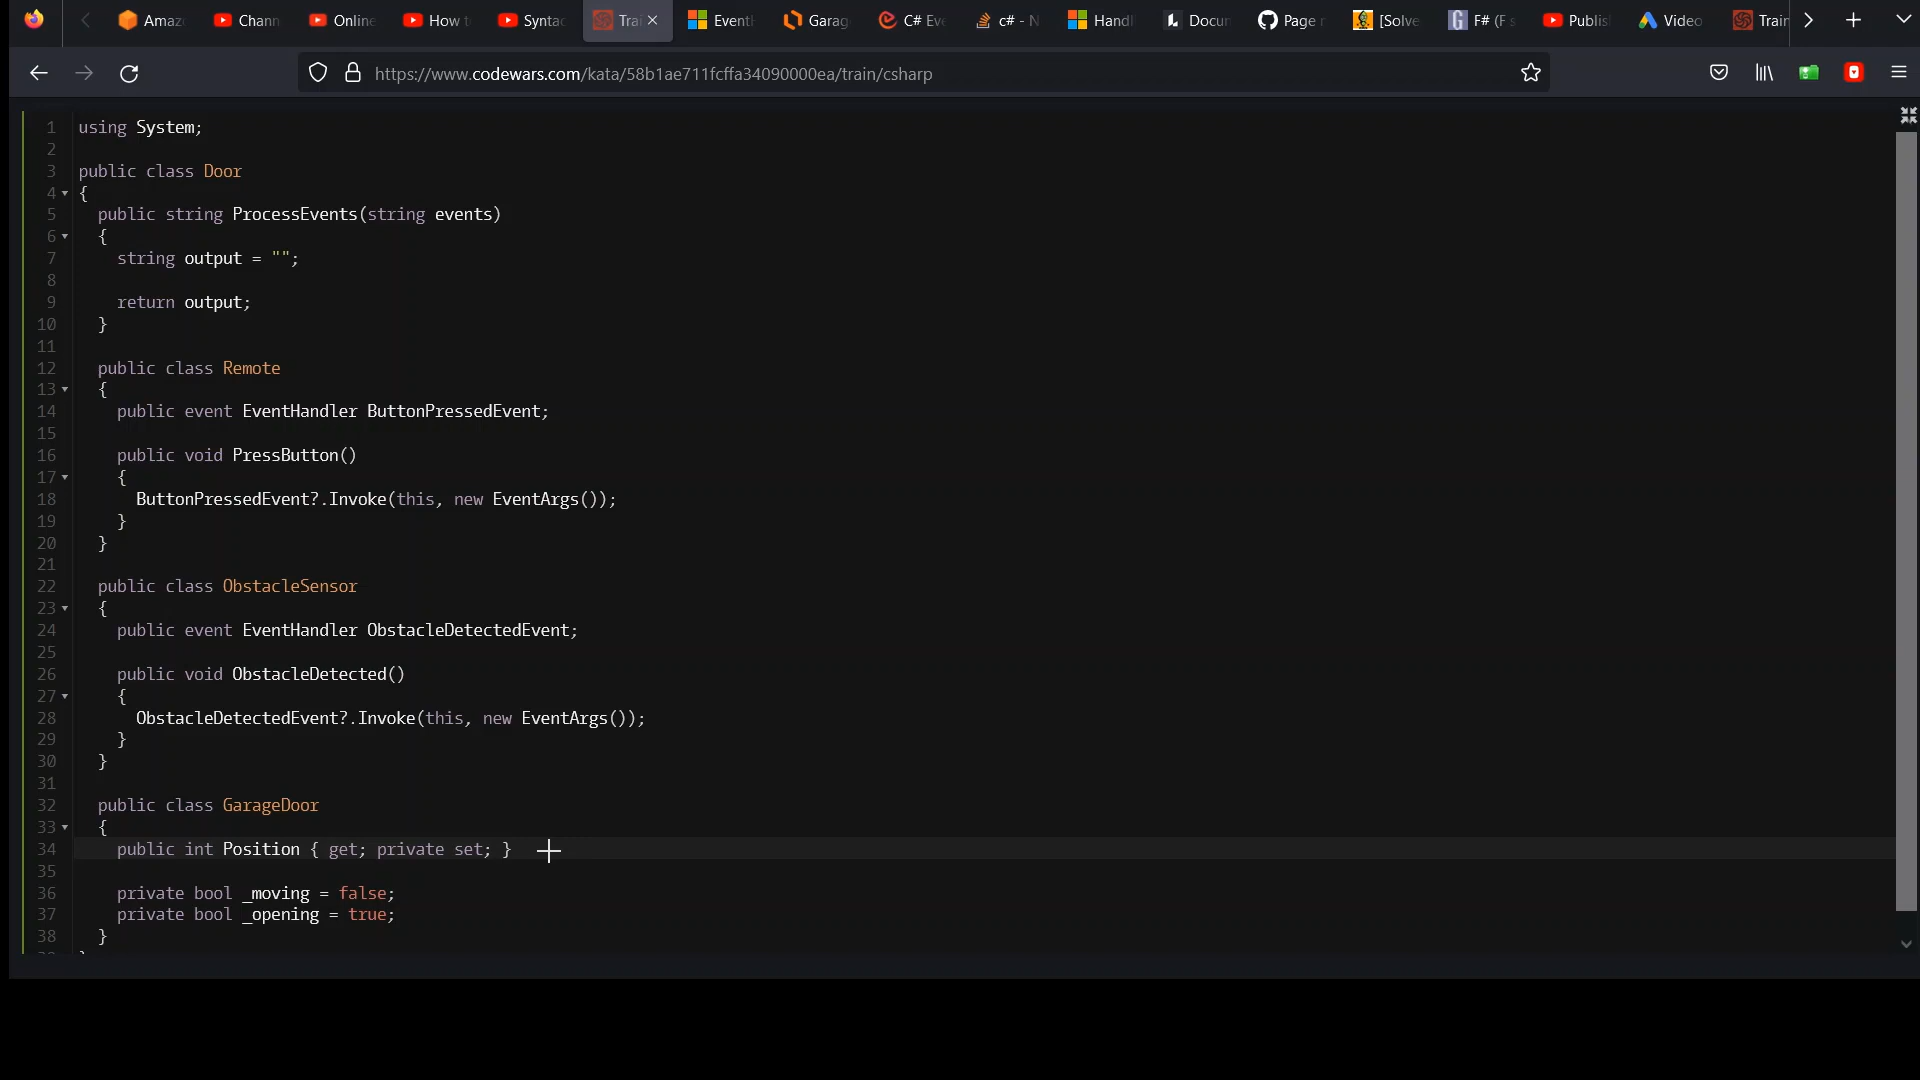 Amaz
Chann
Online
How t
Syntac
Trai
Eventh
Garag
C# Eve
c# - N
Handl
Docun
Page r
[Solve
F# (F s
Publis
Video
Train
https://www.codewars.com/kata/58b1ae711fcffa34090000ea/train/csharp
1 using System;
2
3 public class Door
4 {
5 public string ProcessEvents(string events)
6 {
7 string output = "";
8
9 return output;
10 }
11
12 public class Remote
13 {
14 public event EventHandler ButtonPressedEvent;
15
16 public void PressButton()
17 {
18 ButtonPressedEvent?.Invoke(this, new EventArgs());
19 }
20 }
21
22 public class ObstacleSensor
23 {
24 public event EventHandler ObstacleDetectedEvent;
25
26 public void ObstacleDetected()
27 {
28 ObstacleDetectedEvent?.Invoke(this, new EventArgs());
29 }
30 }
31
32 public class GarageDoor
33 {
34 public int Position { get; private set; }
35
36 private bool _moving = false;
37 private bool _opening = true;
38 }